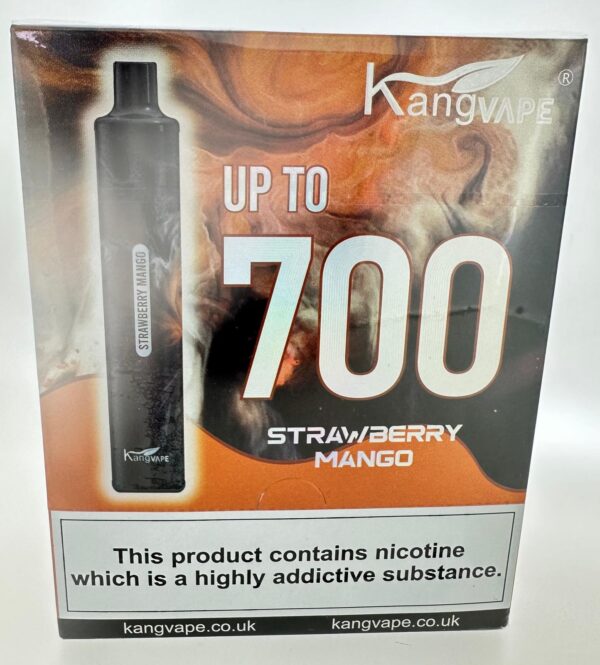 KangVAPE ®
UP TO
700
STRAWBERRY
MANGO
STRAWBERRY MANGO
KangVAPE
This product contains nicotine
which is a highly addictive substance.
kangvape.co.uk kangvape.co.uk